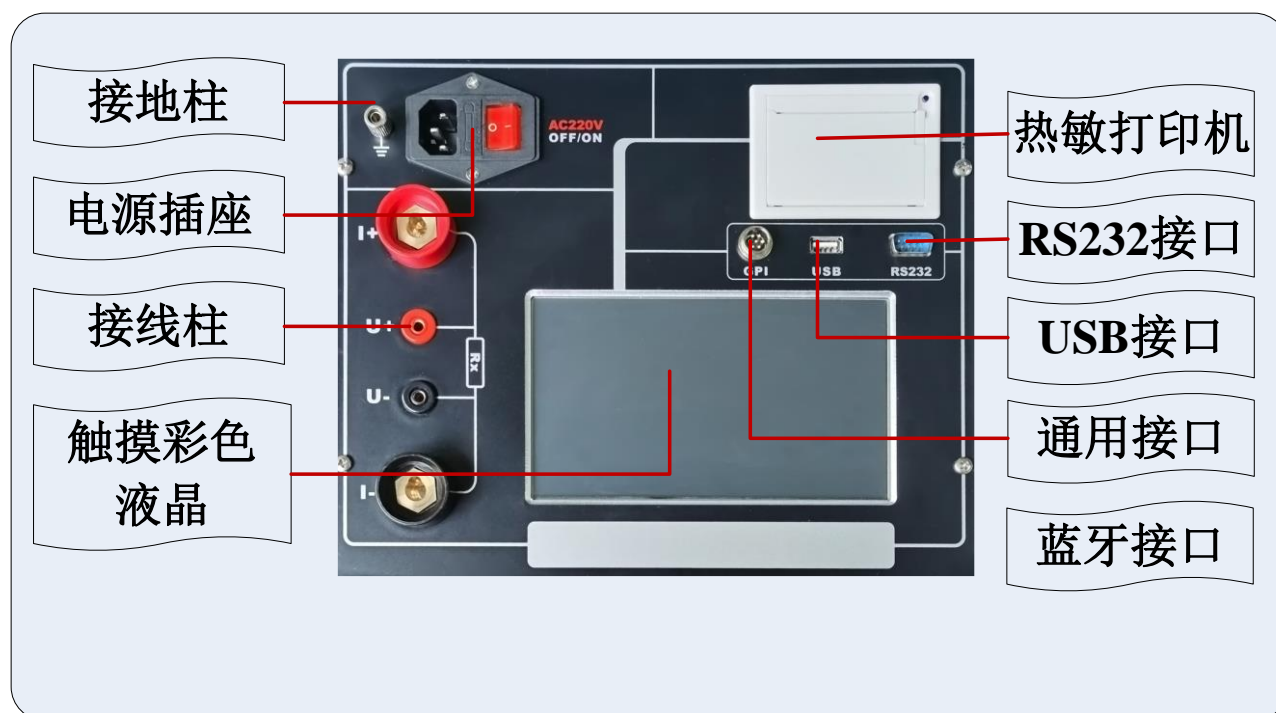 接地柱
电源插座
接线柱
触摸彩色
液晶
AC220V
OFF/ON
I+
U+
Rx
U-
I-
GPI
USB
RS232
热敏打印机
RS232接口
USB接口
通用接口
蓝牙接口